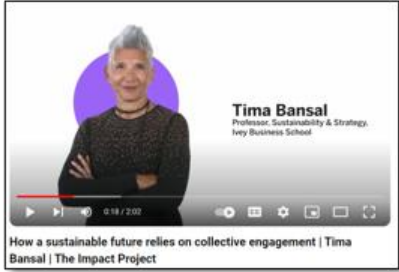 Tima Bansal
Professor, Sustainability & Strategy,
Ivey Business School
0:18 / 2:02
How a sustainable future relies on collective engagement | Tima
Bansal | The Impact Project